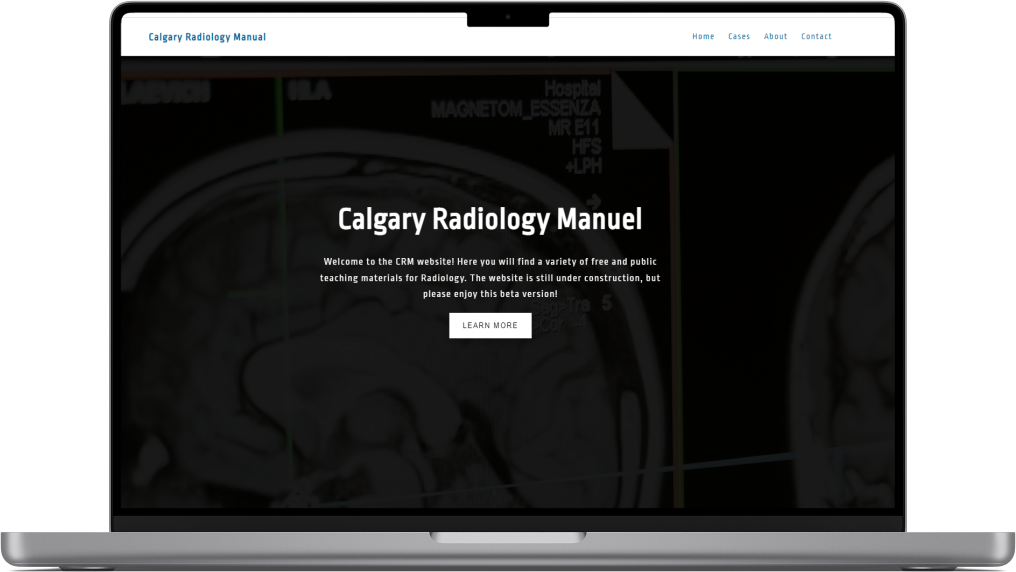 Calgary Radiology Manual
Home Cases About Contact
HLA
Hospital
MAGNETOM_ESSENZA
MR E11
HFS
+LPH
Calgary Radiology Manuel
Welcome to the CRM website! Here you will find a variety of free and public
teaching materials for Radiology. The website is still under construction, but
please enjoy this beta version!
5
LEARN MORE